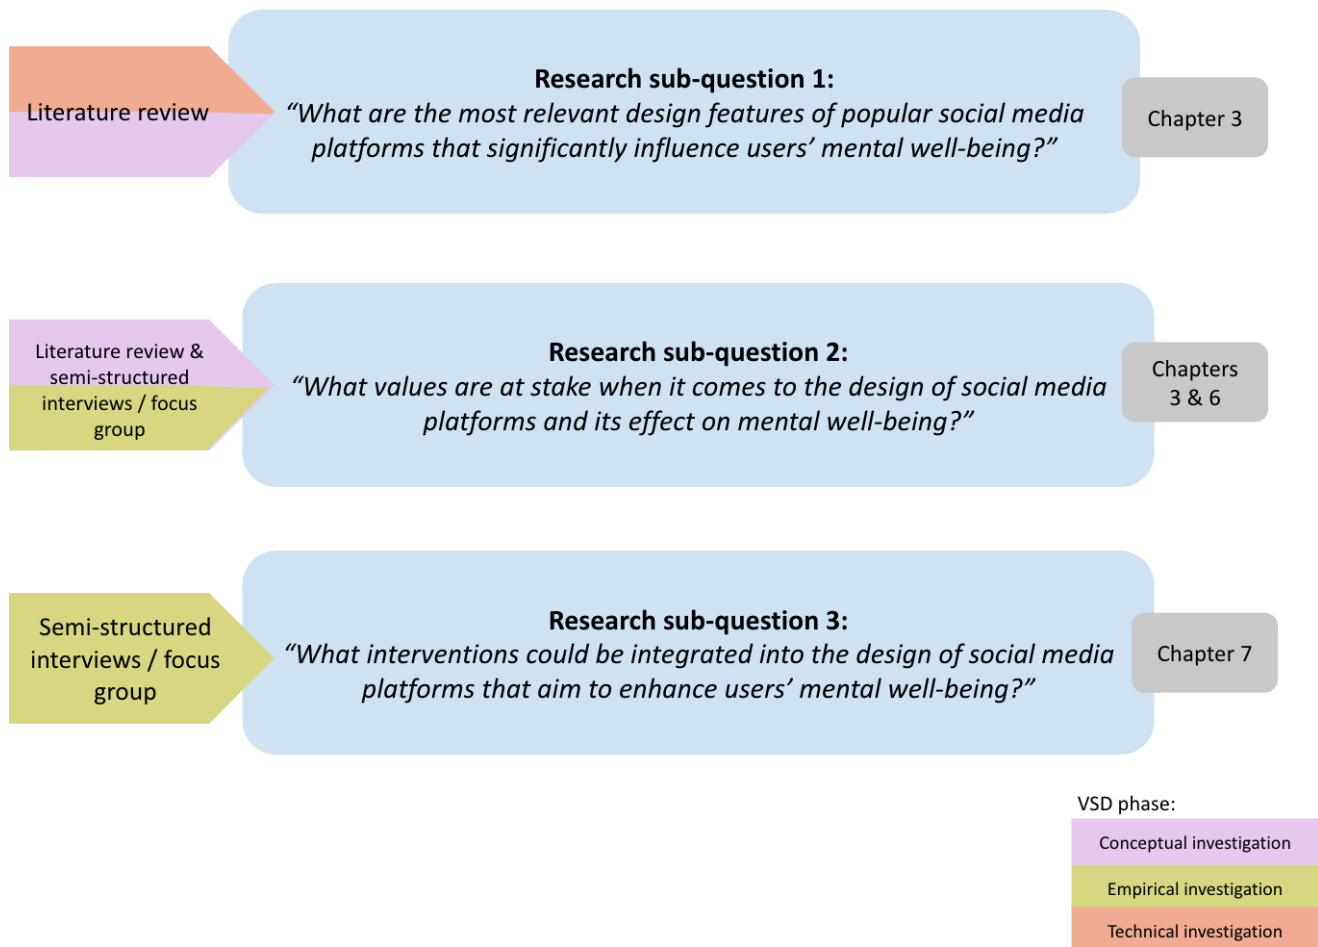 Literature review
Research sub-question 1:
“What are the most relevant design features of popular social media
platforms that significantly influence users’ mental well-being?”
Chapter 3
Literature review &
semi-structured
interviews / focus
group
Research sub-question 2:
“What values are at stake when it comes to the design of social media
platforms and its effect on mental well-being?”
Chapters
3 & 6
Semi-structured
interviews / focus
group
Research sub-question 3:
“What interventions could be integrated into the design of social media
platforms that aim to enhance users’ mental well-being?”
Chapter 7
VSD phase:
Conceptual investigation
Empirical investigation
Technical investigation